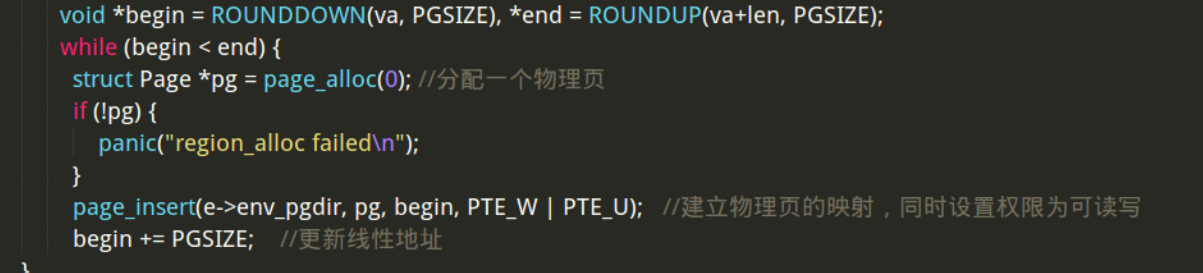 void *begin = ROUNDDOWN(va, PGSIZE), *end = ROUNDUP(va+len, PGSIZE);
while (begin < end) {
struct Page *pg = page_alloc(0); //分配一个物理页
if (!pg) {
panic("region_alloc failed\n");
}
page_insert(e->env_pgdir, pg, begin, PTE_W | PTE_U); //建立物理页的映射，同时设置权限为可读写
begin += PGSIZE; //更新线性地址
}